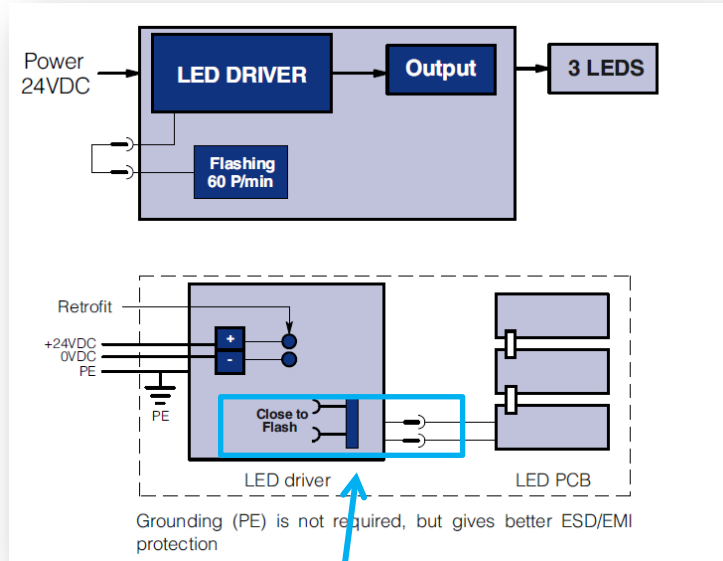 Power
24VDC
LED DRIVER
Output
3 LEDS
Flashing
60 P/min
Retrofit
+24VDC
0VDC
PE
+
-
PE
Close to
Flash
LED driver
LED PCB
Grounding (PE) is not required, but gives better ESD/EMI
protection